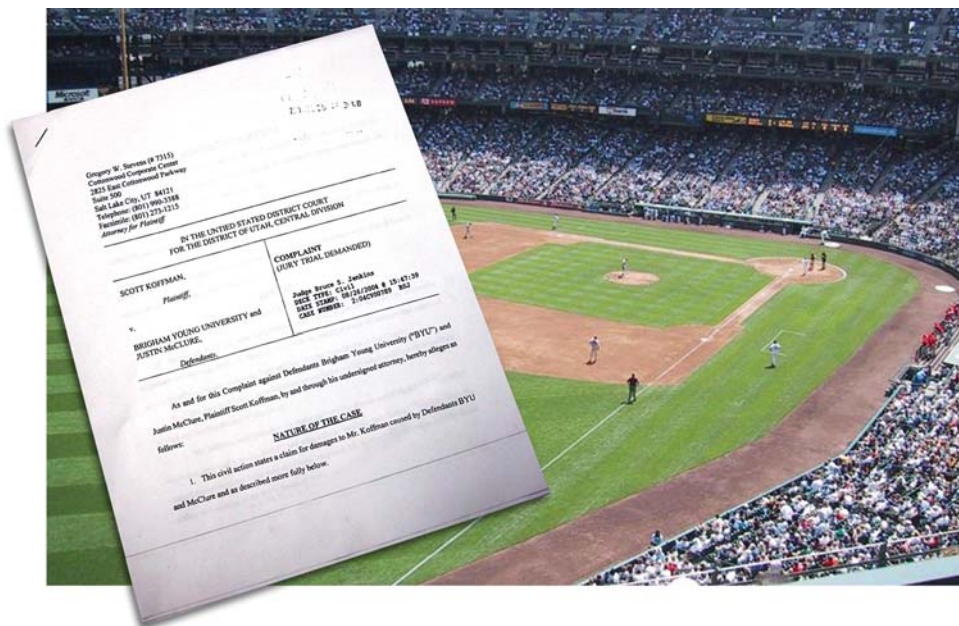 Microsoft
Gregory W. Stevens (# 7315)
Cottonwood Corporate Center
2825 East Cottonwood Parkway
Suite 500
Salt Lake City, UT 84121
Telephone: (801) 990-3388
Facsimile: (801) 273-1215
Attorney for Plaintiff
IN THE UNTIED STATED DISTRICT COURT
FOR THE DISTRICT OF UTAH, CENTRAL DIVISION
SCOTT KOFFMAN,
Plaintiff,
v.
BRIGHAM YOUNG UNIVERSITY and
JUSTIN McCLURE,
Defendants.
COMPLAINT
(JURY TRIAL DEMANDED)
Judge Bruce S. Jenkins
DECK TYPE: Civil
DATE STAMP: 08/26/2004 @ 15:47:39
CASE NUMBER: 2:04CV00789 BSJ
As and for this Complaint against Defendants Brigham Young University ("BYU") and
Justin McClure, Plaintiff Scott Koffman, by and through his undersigned attorney, hereby alleges as
follows:
NATURE OF THE CASE
1. This civil action states a claim for damages to Mr. Koffman caused by Defendants BYU
and McClure and as described more fully below.